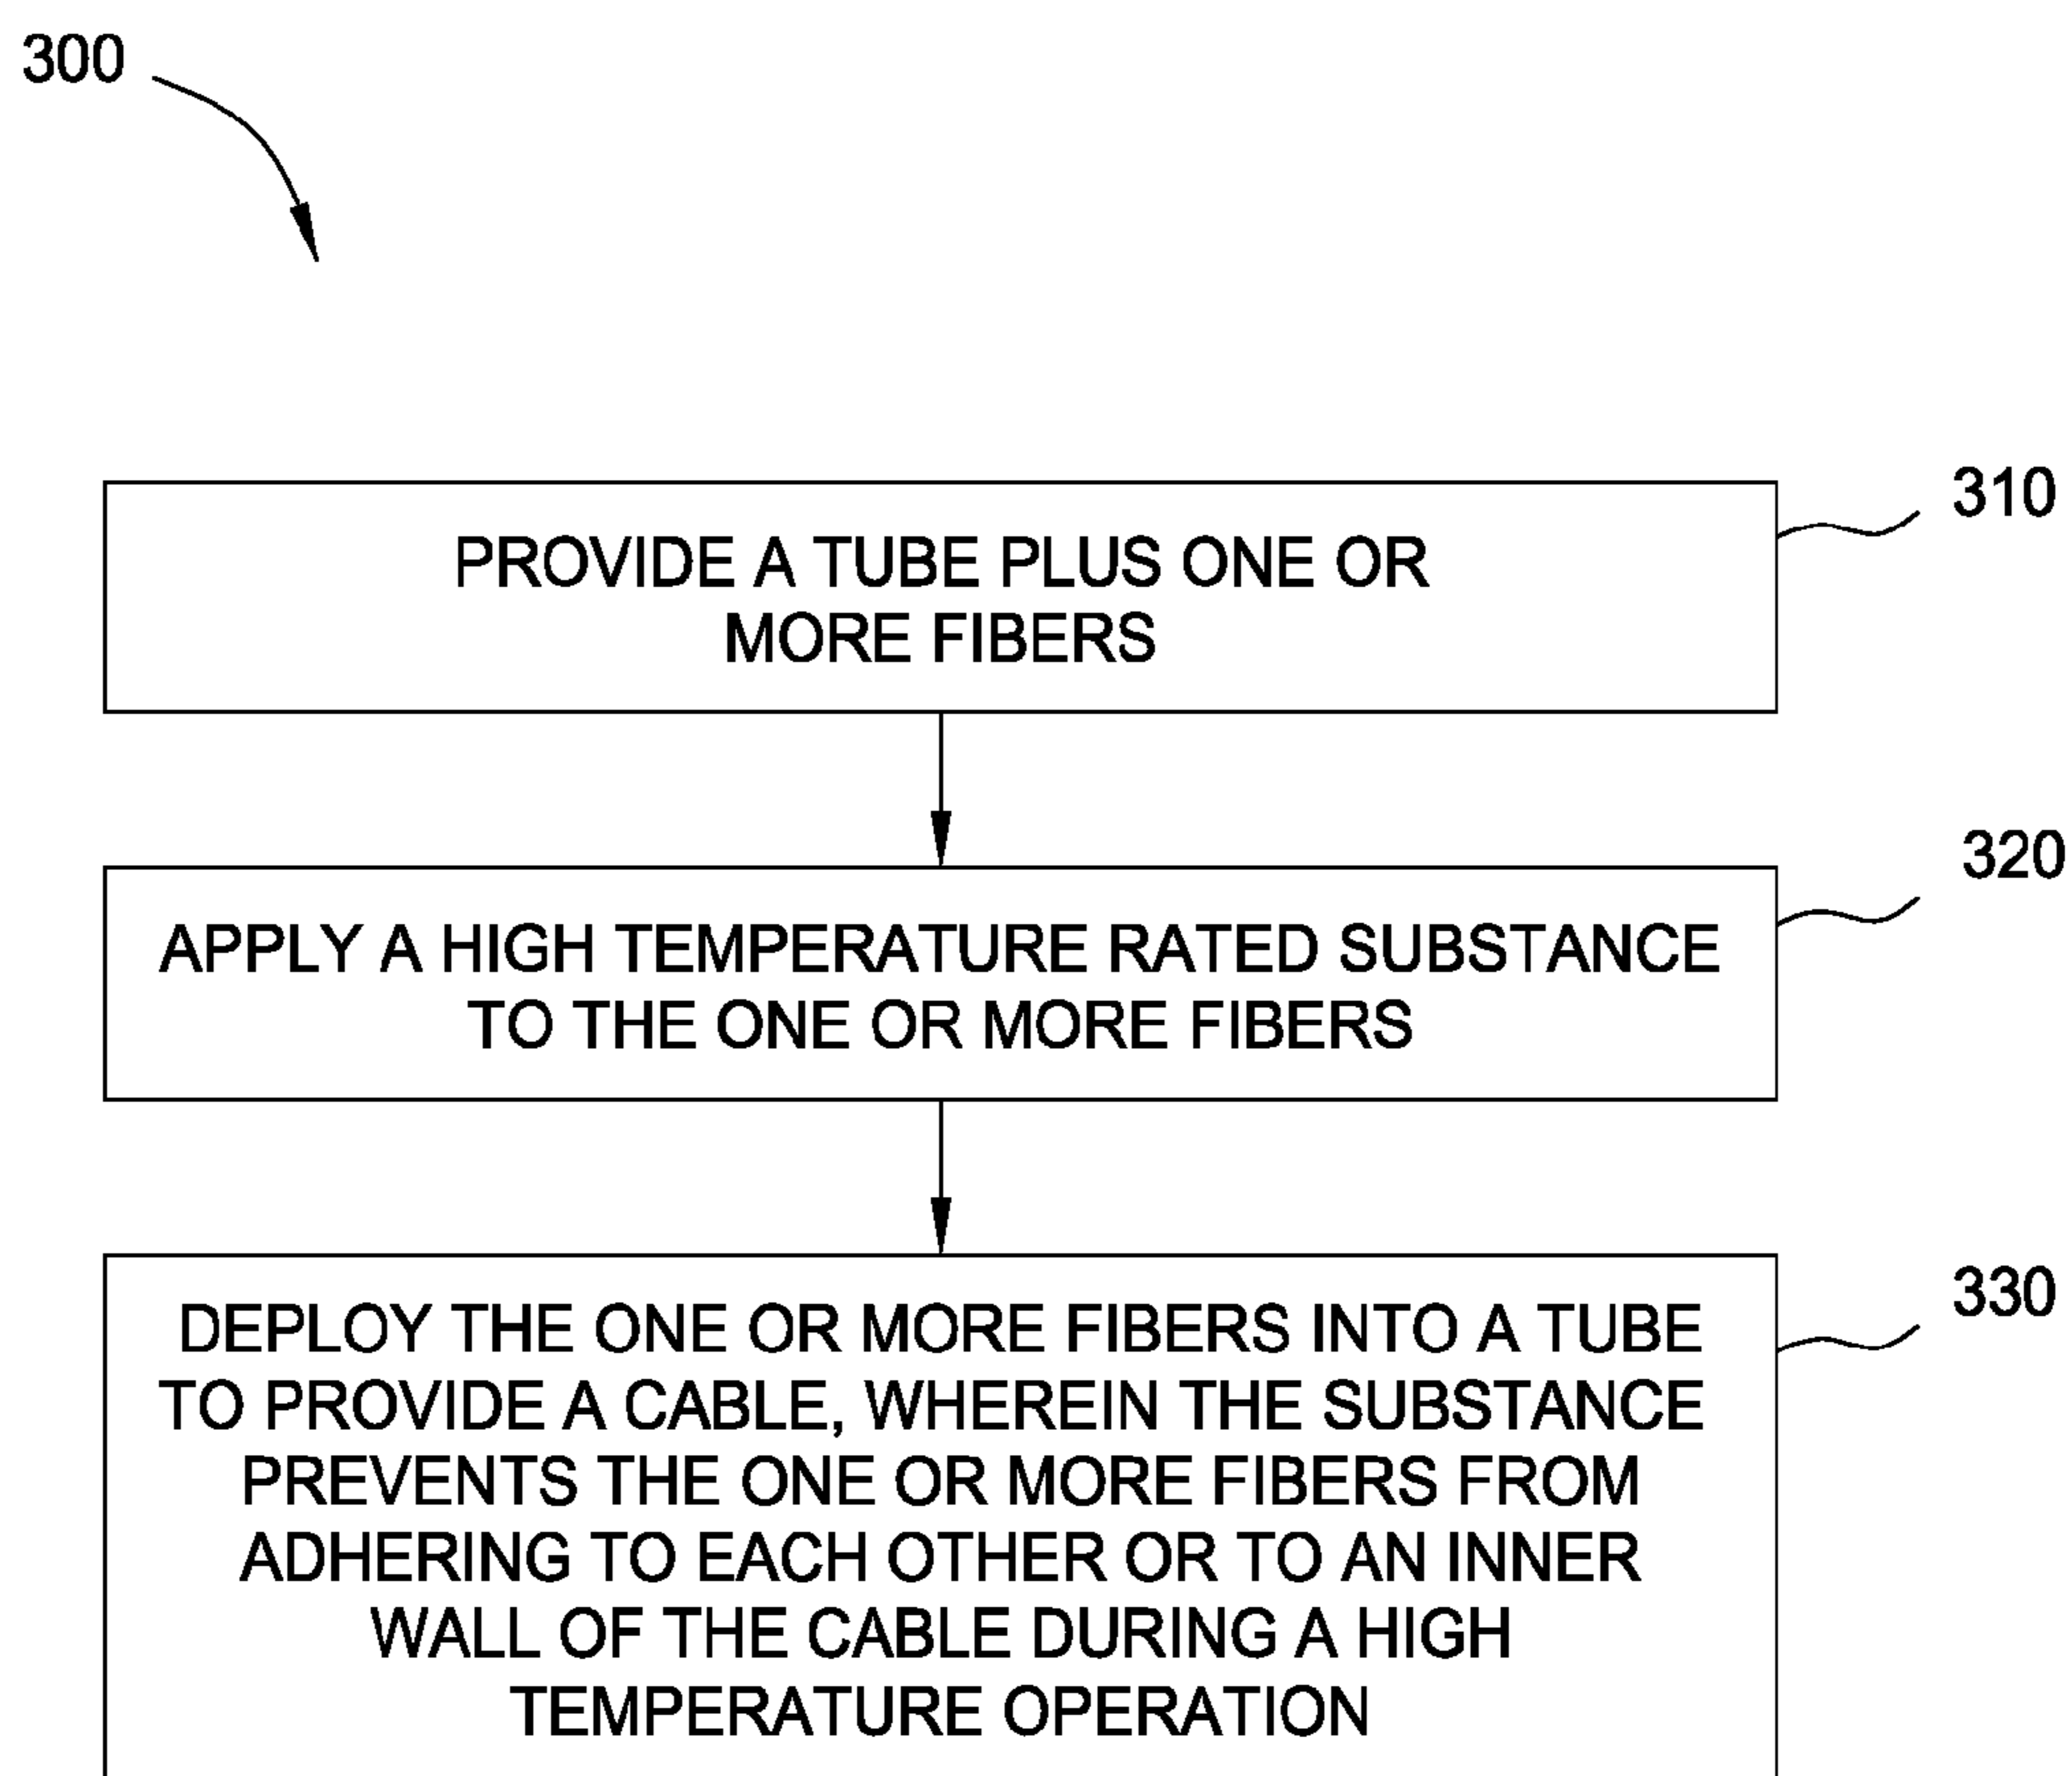 300
310
PROVIDE A TUBE PLUS ONE OR
MORE FIBERS
320
APPLY A HIGH TEMPERATURE RATED SUBSTANCE
TO THE ONE OR MORE FIBERS
330
DEPLOY THE ONE OR MORE FIBERS INTO A TUBE
TO PROVIDE A CABLE, WHEREIN THE SUBSTANCE
PREVENTS THE ONE OR MORE FIBERS FROM
ADHERING TO EACH OTHER OR TO AN INNER
WALL OF THE CABLE DURING A HIGH
TEMPERATURE OPERATION